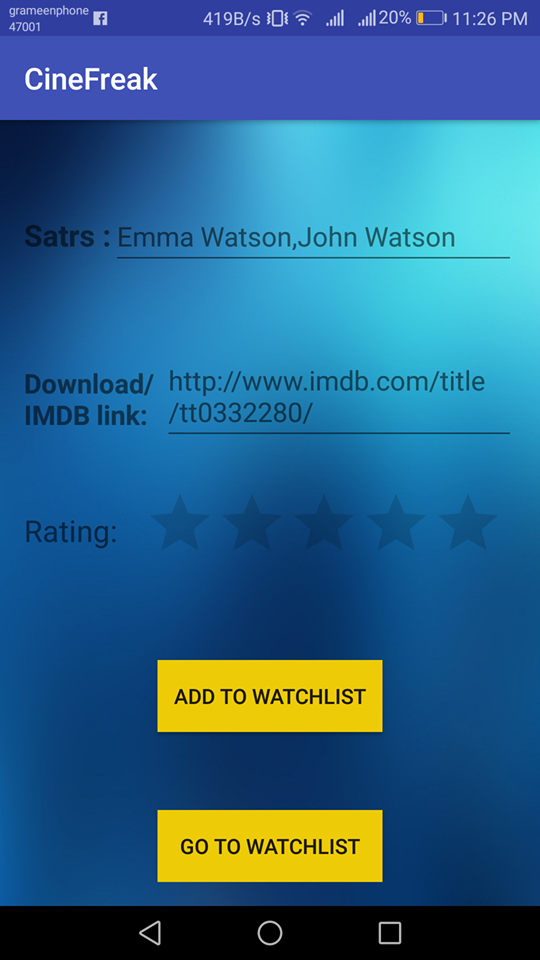 grameenphone
47001
419B/s 20% 11:26 PM
CineFreak
Satrs : Emma Watson,John Watson
Download/
IMDB link:
http://www.imdb.com/title
/tt0332280/
Rating:
ADD TO WATCHLIST
GO TO WATCHLIST